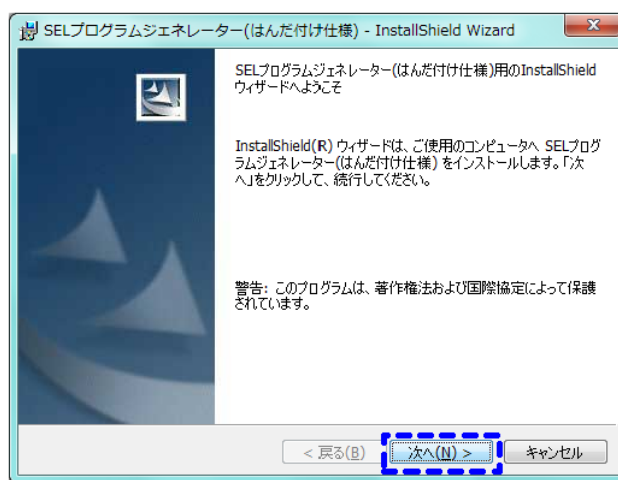 SELプログラムジェネレーター(はんだ付け仕様) - InstallShield Wizard
SELプログラムジェネレーター(はんだ付け仕様)用のInstallShield
ウィザードへようこそ
InstallShield(R) ウィザードは、ご使用のコンピュータへ SELプログ
ラムジェネレーター(はんだ付け仕様) をインストールします。「次
へ」をクリックして、続行してください。
警告: このプログラムは、著作権法および国際協定によって保護
されています。
< 戻る(B) 次へ(N) > キャンセル